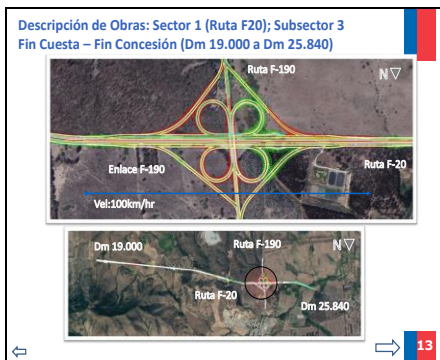 Descripción de Obras: Sector 1 (Ruta F20); Subsector 3
Fin Cuesta – Fin Concesión (Dm 19.000 a Dm 25.840)
Ruta F-190
N
Enlace F-190
Ruta F-20
Vel:100km/hr
Dm 19.000
Ruta F-190
N
Ruta F-20
Dm 25.840
13